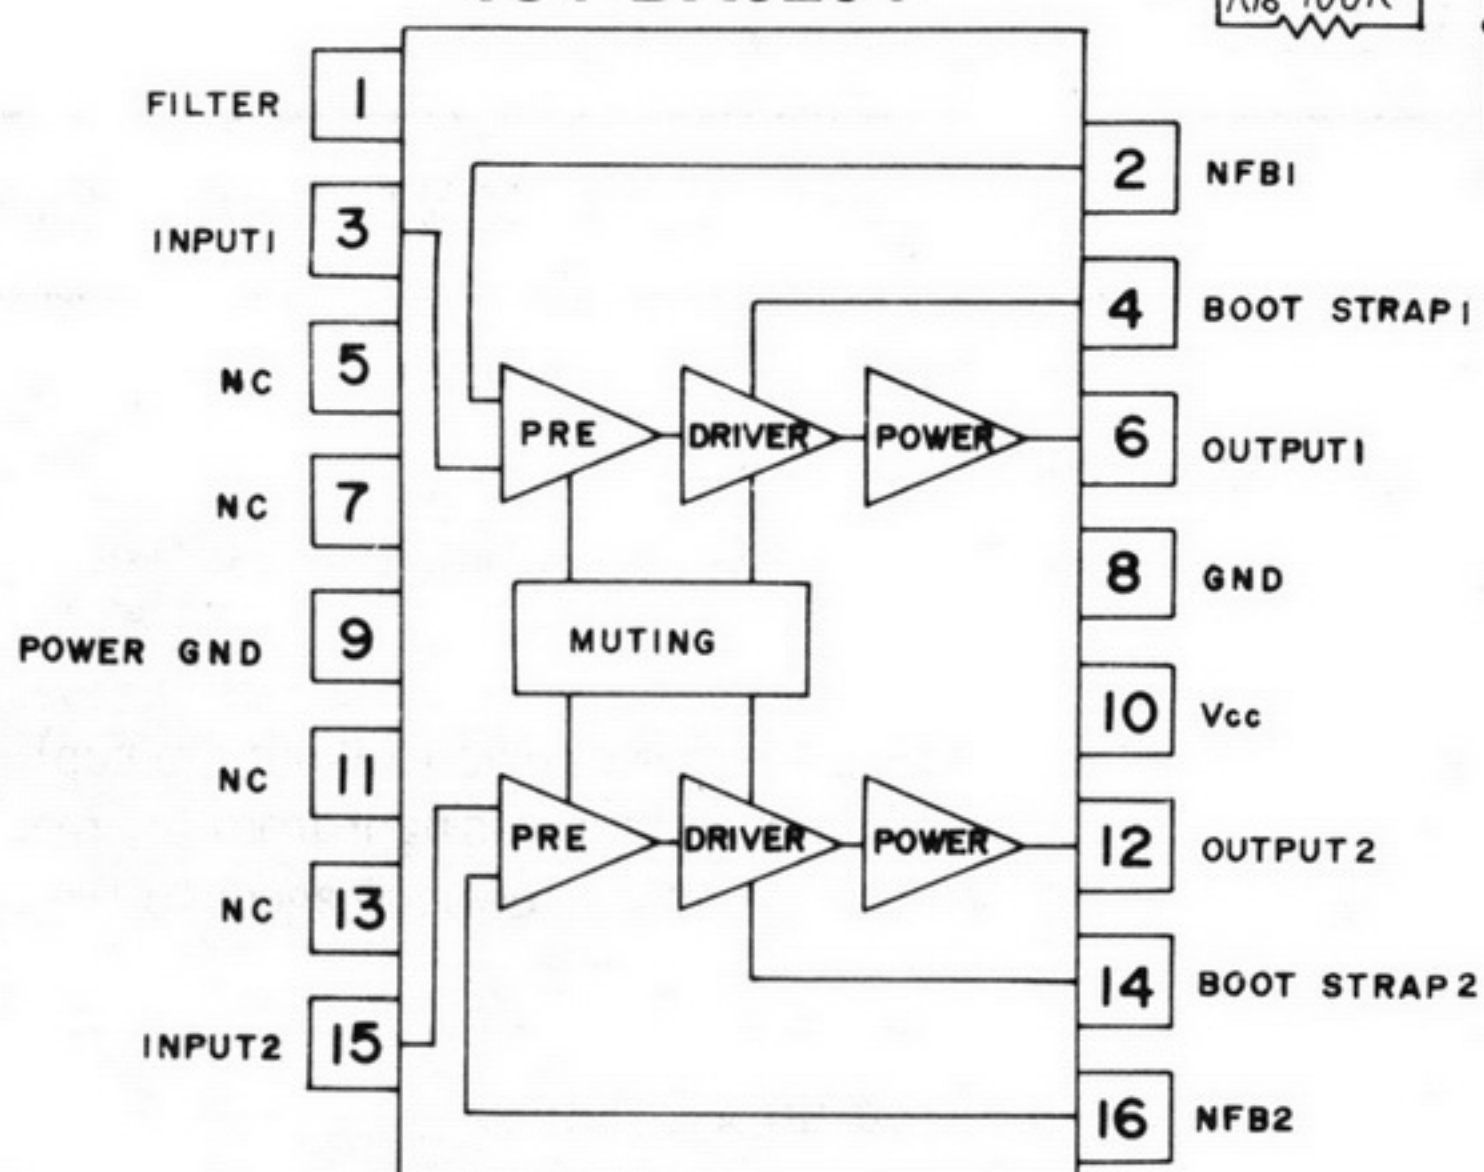 R18 100K
FILTER 1
2 NFB1
INPUT1 3
4 BOOT STRAP1
NC 5
PRE DRIVER POWER
6 OUTPUT1
NC 7
8 GND
POWER GND 9
MUTING
10 Vcc
NC 11
PRE DRIVER POWER
12 OUTPUT2
NC 13
14 BOOT STRAP2
INPUT2 15
16 NFB2